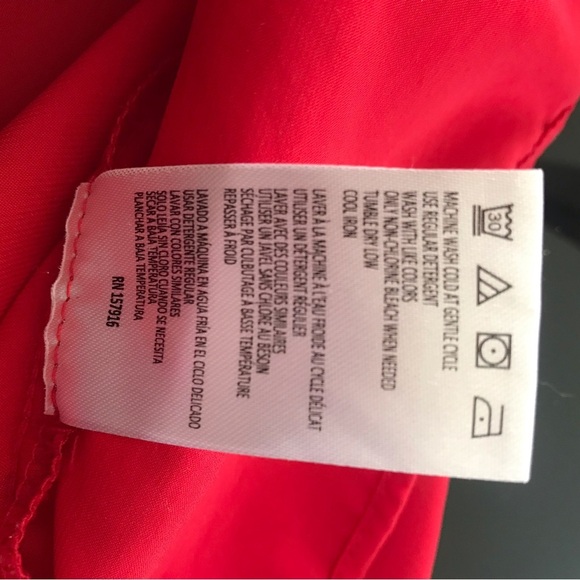 30
MACHINE WASH COLD AT GENTLE CYCLE
USE REGULAR DETERGENT
WASH WITH LIKE COLORS
ONLY NON-CHLORINE BLEACH WHEN NEEDED
TUMBLE DRY LOW
COOL IRON
LAVER À LA MACHINE À L'EAU FROIDE AU CYCLE DÉLICAT
UTILISER UN DÉTERGENT RÉGULIER
LAVER AVEC DES COULEURS SIMILAIRES
UTILISER UN JAVEL SANS CHLORE AU BESOIN
SÉCHAGE PAR CULBUTAGE A BASSE TEMPÉRATURE
REPASSER À FROID
LAVADO A MÁQUINA EN AGUA FRÍA EN EL CICLO DELICADO
USAR DETERGENTE REGULAR
LAVAR CON COLORES SIMILARES
SOLO LEJIA SIN CLORO CUANDO SE NECESITA
SECAR A BAJA TEMPERATURA
PLANCHAR A BAJA TEMPERATURA
RN 157916